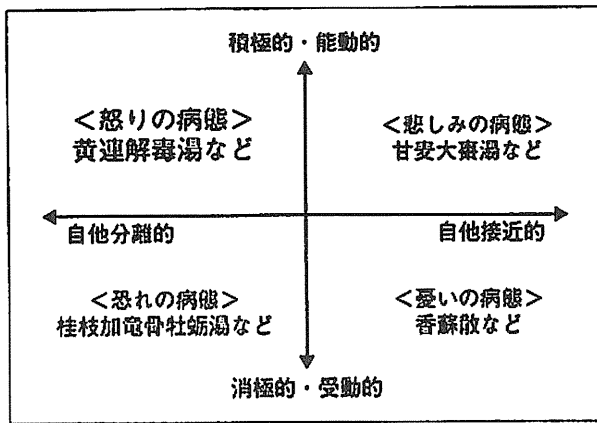 積極的・能動的
<怒りの病態>
黄連解毒湯など
<悲しみの病態>
甘麦大棗湯など
自他分離的
自他接近的
<恐れの病態>
桂枝加竜骨牡蛎湯など
<憂いの病態>
香蘇散など
消極的・受動的